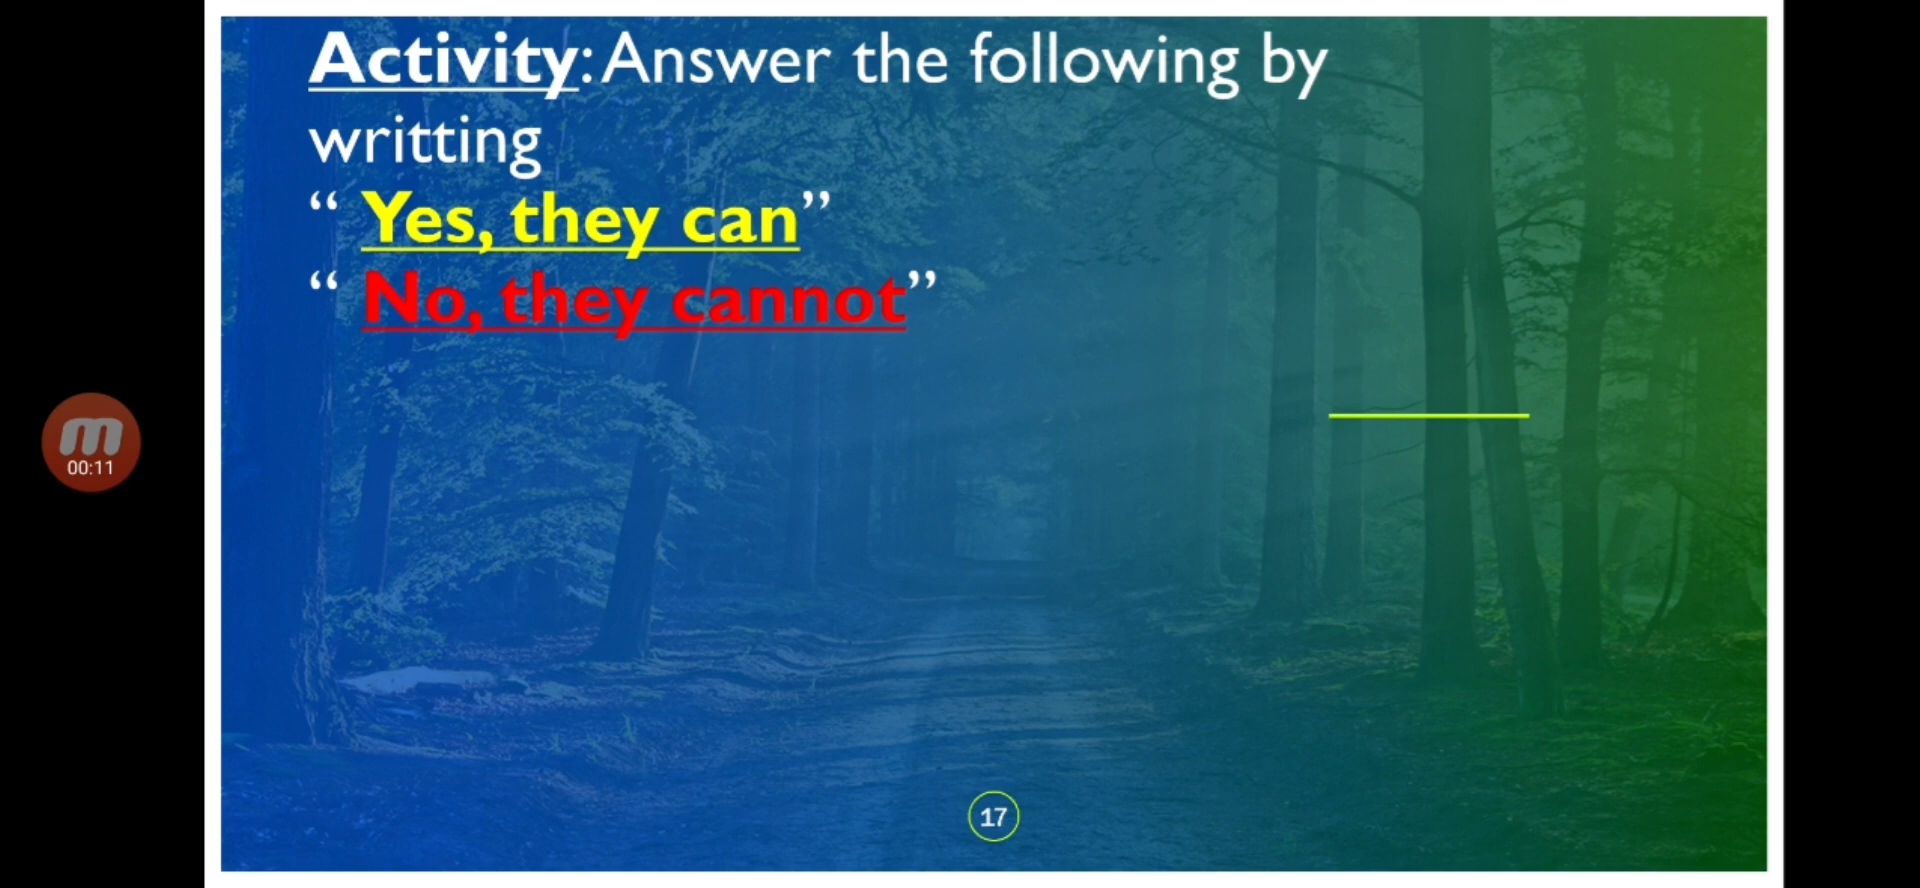 Activity: Answer the following by
writting
“ Yes, they can”
“ No, they cannot”
m
00:11
17